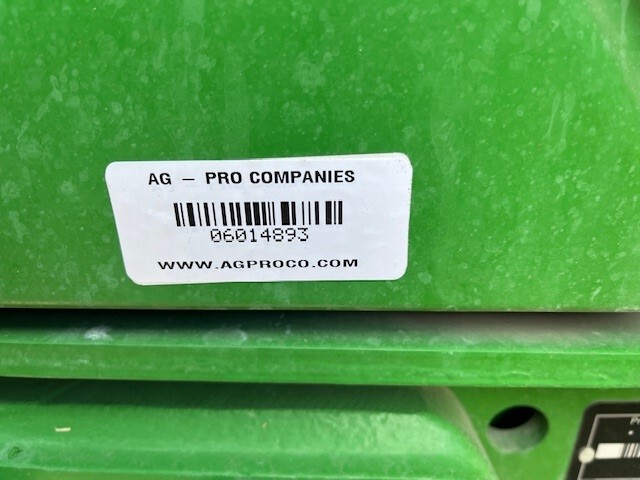 AG – PRO COMPANIES
06014893
WWW.AGPROCO.COM